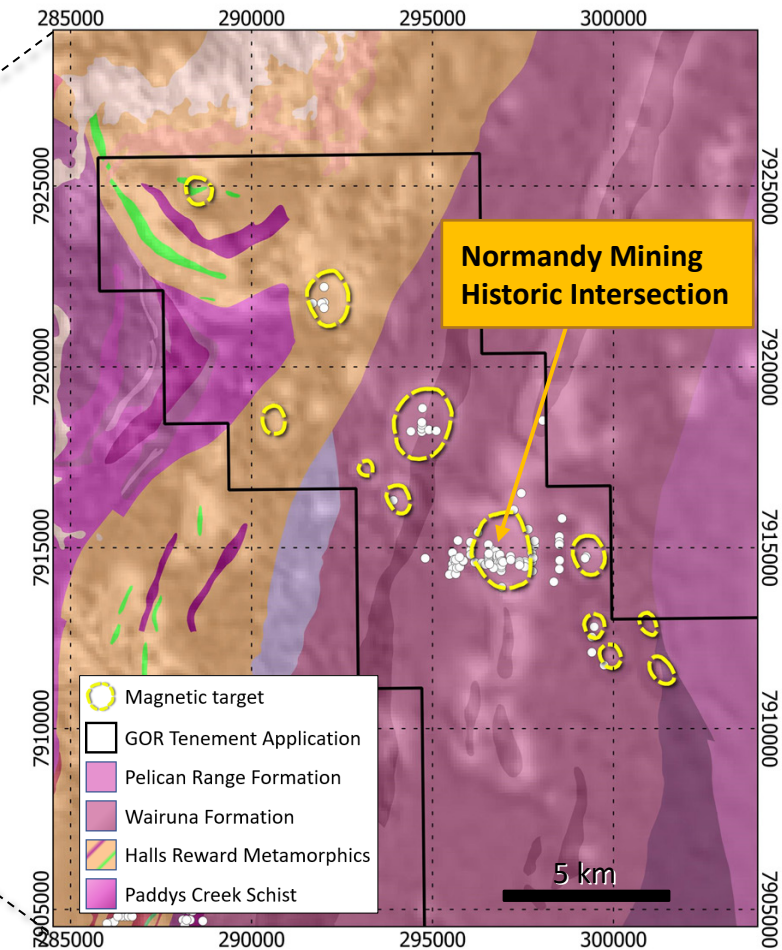 285000 290000 295000 300000
7925000 7925000
Normandy Mining
Historic Intersection
7920000 7920000
7915000 7915000
7910000 7910000
7905000 7905000
Magnetic target
GOR Tenement Application
Pelican Range Formation
Wairuna Formation
Halls Reward Metamorphics
Paddys Creek Schist
5 km
285000 290000 295000 300000